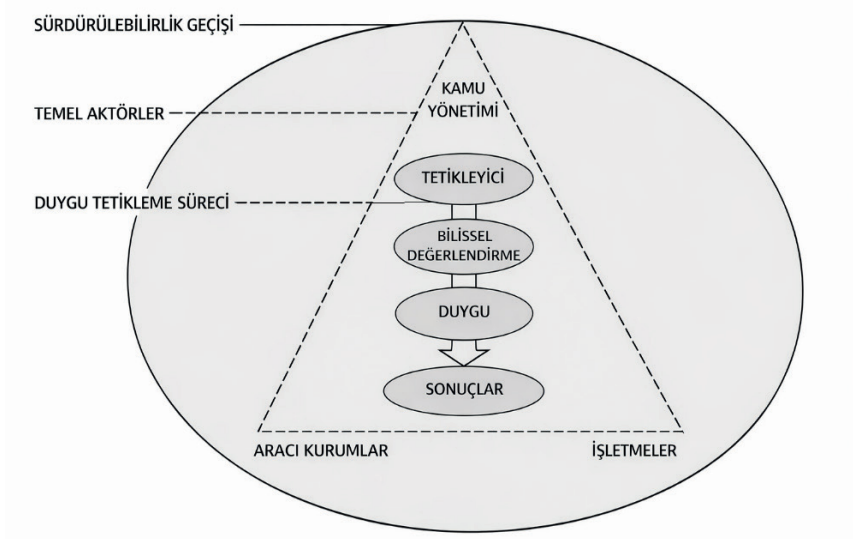 SÜRDÜRÜLEBİLİRLİK GEÇİŞİ
KAMU
YÖNETİMİ
TEMEL AKTÖRLER
TETİKLEYİCİ
DUYGU TETİKLEME SÜRECİ
BİLİSSEL
DEĞERLENDİRME
DUYGU
SONUÇLAR
ARACI KURUMLAR
İŞLETMELER